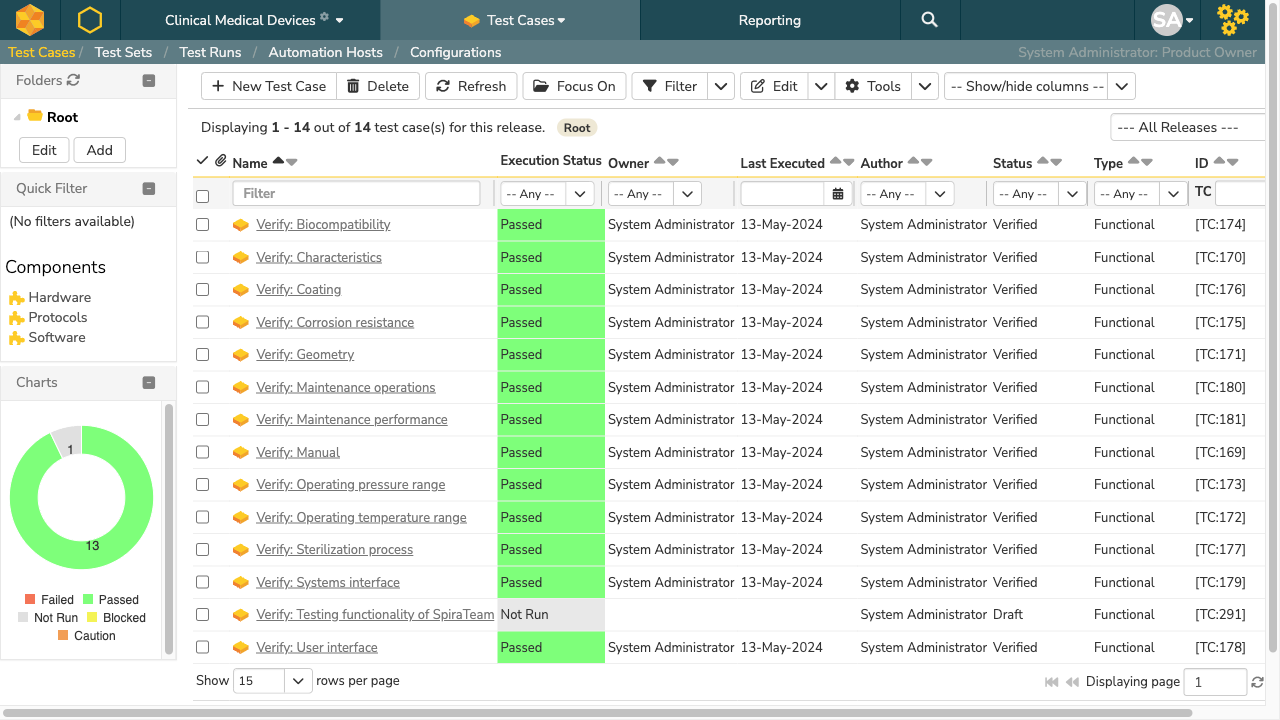 Clinical Medical Devices
Test Cases
Reporting
SA
Test Cases / Test Sets / Test Runs / Automation Hosts / Configurations
System Administrator: Product Owner
Folders
Root
Edit
Add
Quick Filter
(No filters available)
Components
Hardware
Protocols
Software
Charts
1
13
Failed
Passed
Not Run
Blocked
Caution
New Test Case
Delete
Refresh
Focus On
Filter
Edit
Tools
-- Show/hide columns --
Displaying 1 - 14 out of 14 test case(s) for this release.
Root
--- All Releases ---
Name Execution Status Owner Last Executed Author Status Type ID
Filter -- Any -- -- Any -- -- Any -- -- Any -- -- Any -- TC
Verify: Biocompatibility Passed System Administrator 13-May-2024 System Administrator Verified Functional [TC:174]
Verify: Characteristics Passed System Administrator 13-May-2024 System Administrator Verified Functional [TC:170]
Verify: Coating Passed System Administrator 13-May-2024 System Administrator Verified Functional [TC:176]
Verify: Corrosion resistance Passed System Administrator 13-May-2024 System Administrator Verified Functional [TC:175]
Verify: Geometry Passed System Administrator 13-May-2024 System Administrator Verified Functional [TC:171]
Verify: Maintenance operations Passed System Administrator 13-May-2024 System Administrator Verified Functional [TC:180]
Verify: Maintenance performance Passed System Administrator 13-May-2024 System Administrator Verified Functional [TC:181]
Verify: Manual Passed System Administrator 13-May-2024 System Administrator Verified Functional [TC:169]
Verify: Operating pressure range Passed System Administrator 13-May-2024 System Administrator Verified Functional [TC:173]
Verify: Operating temperature range Passed System Administrator 13-May-2024 System Administrator Verified Functional [TC:172]
Verify: Sterilization process Passed System Administrator 13-May-2024 System Administrator Verified Functional [TC:177]
Verify: Systems interface Passed System Administrator 13-May-2024 System Administrator Verified Functional [TC:179]
Verify: Testing functionality of SpiraTeam Not Run System Administrator Draft Functional [TC:291]
Verify: User interface Passed System Administrator 13-May-2024 System Administrator Verified Functional [TC:178]
Show 15 rows per page
Displaying page 1